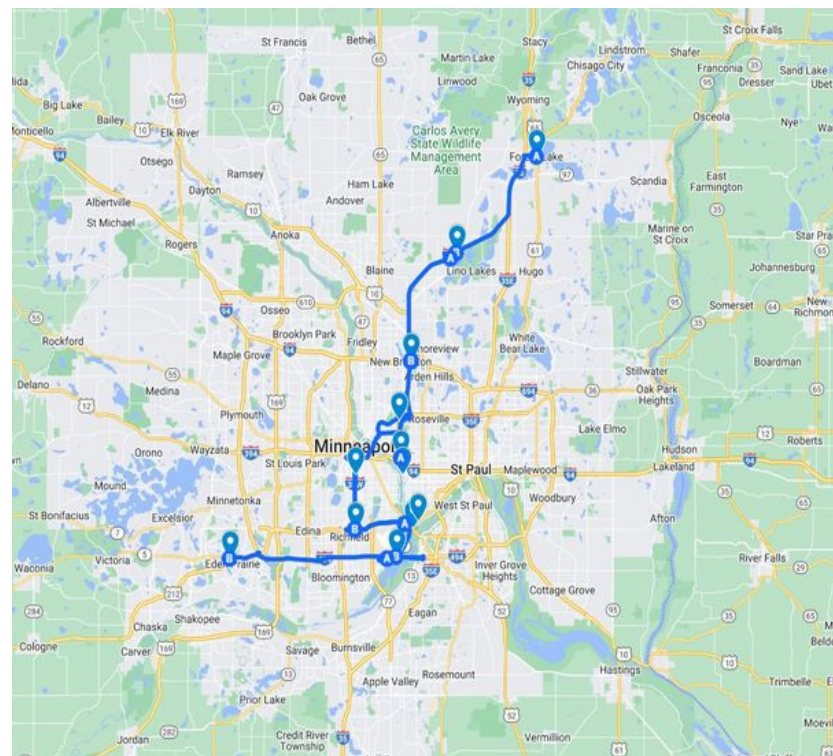 St Croix Falls
Stacy
Lindstrom
Shafer
St Francis
Bethel
Martin Lake
Chisago City
Franconia
Dresser
Sand Lake
Linwood
Big Lake
Bailey
Oak Grove
Wyoming
Osceola
Nye
Monticello
Elk River
Carlos Avery
State Wildlife
Management
Area
Otsego
Ramsey
Ham Lake
Scandia
East
Farmington
Albertville
Dayton
Andover
St Michael
Marine on
St Croix
Rogers
Anoka
Star Pra
Lino Lakes
Hugo
Johannesburg
Blaine
Somerset
New
Richmond
Osseo
Rockford
Brooklyn Park
Fridley
White
Bear Lake
Maple Grove
New Brighton
Stillwater
Boardman
Delano
Medina
Arden Hills
Oak Park
Heights
Plymouth
Roseville
Lake Elmo
Roberts
Orono
Wayzata
Minneapol
Hudson
St Louis Park
St Paul
Maplewood
Lakeland
Mound
Minnetonka
Woodbury
St Bonifacius
Excelsior
West St Paul
Edina
Afton
Victoria
Richfield
River Falls
Waconia
Eden Prairie
Bloomington
Inver Grove
Heights
Cottage Grove
Shakopee
Eagan
Chaska
Cologne
Carver
Savage
Burnsville
Hastings
Apple Valley
Rosemount
Trimbelle
Prior Lake
Jordan
Credit River
Township
Vermillion